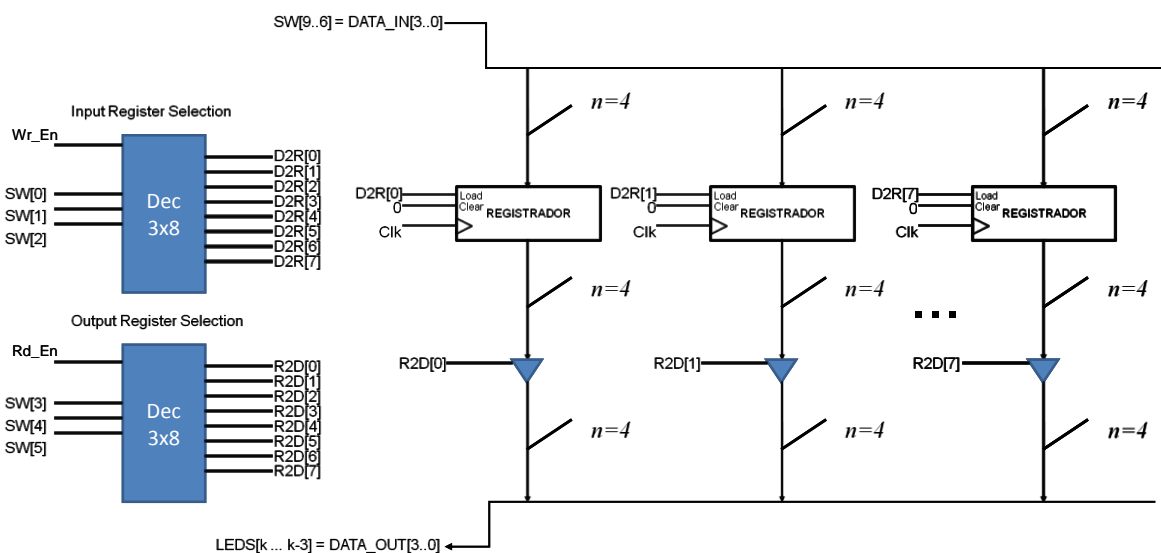 SW[9..6] = DATA_IN[3..0]
Input Register Selection
Wr_En
SW[0]
SW[1]
SW[2]
Dec
3x8
D2R[0]
D2R[1]
D2R[2]
D2R[3]
D2R[4]
D2R[5]
D2R[6]
D2R[7]
Output Register Selection
Rd_En
SW[3]
SW[4]
SW[5]
Dec
3x8
R2D[0]
R2D[1]
R2D[2]
R2D[3]
R2D[4]
R2D[5]
R2D[6]
R2D[7]
n=4
D2R[0]
0
Clk
Load
Clear
REGISTRADOR
n=4
R2D[0]
n=4
n=4
D2R[1]
0
Clk
Load
Clear
REGISTRADOR
n=4
R2D[1]
n=4
...
n=4
D2R[7]
0
Clk
Load
Clear
REGISTRADOR
n=4
R2D[7]
n=4
LEDS[k ... k-3] = DATA_OUT[3..0]